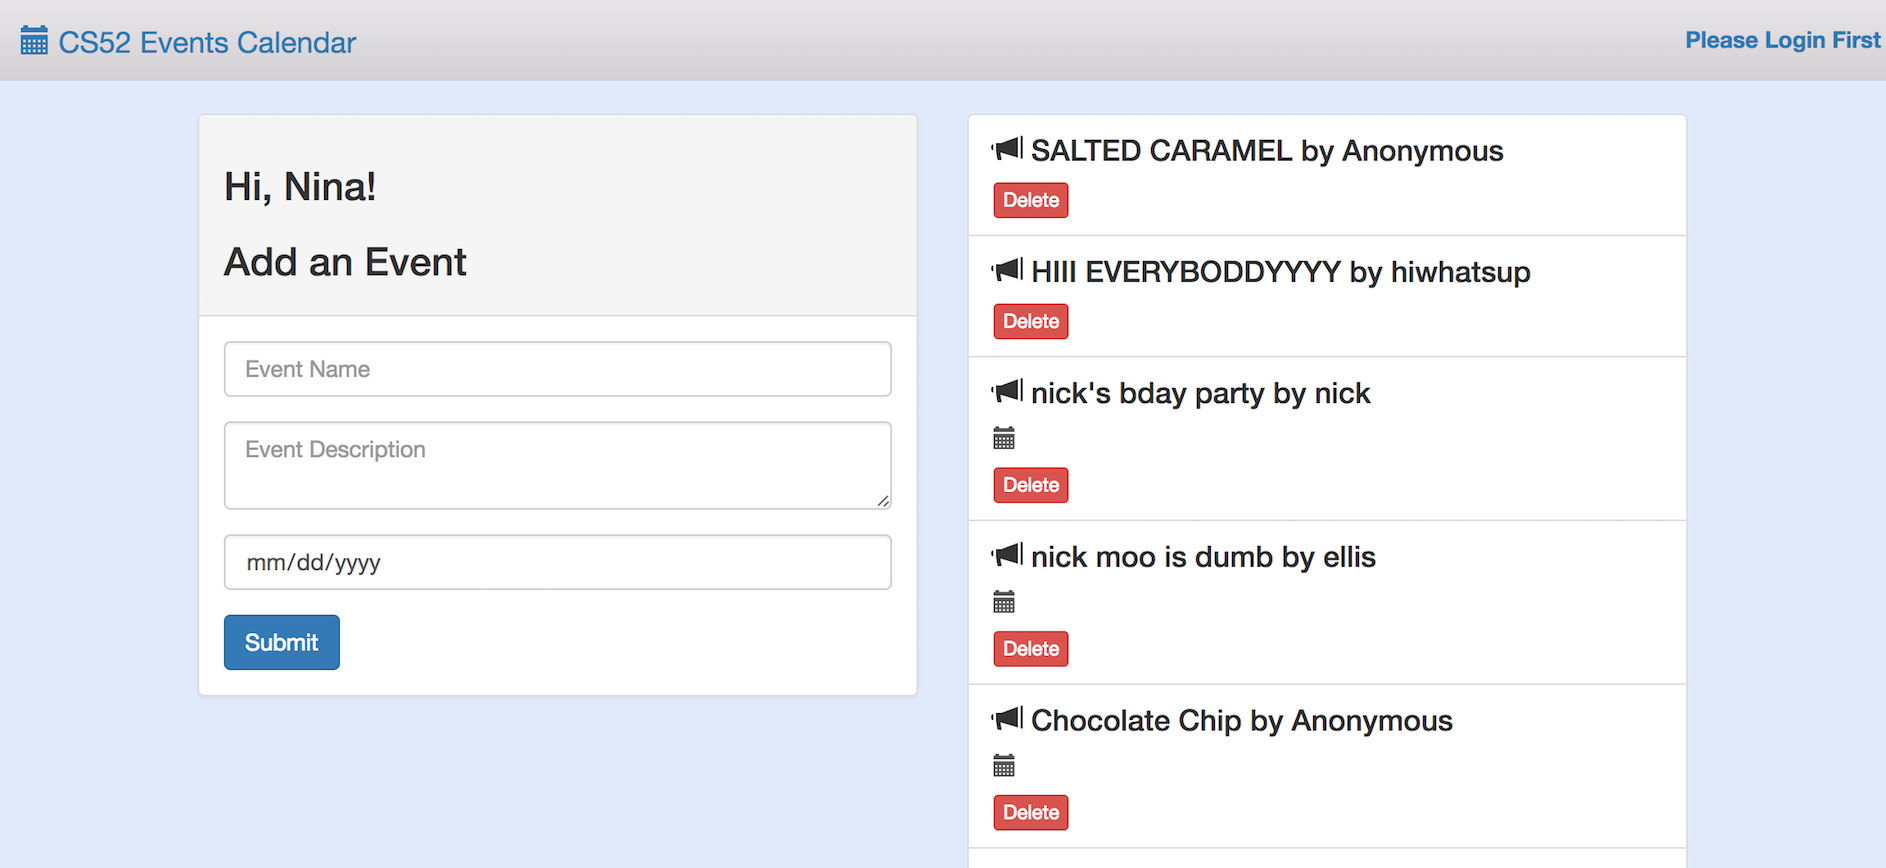 CS52 Events Calendar
Please Login First
Hi, Nina!
Add an Event
Event Name
Event Description
mm/dd/yyyy
Submit
SALTED CARAMEL by Anonymous
Delete
HIII EVERYBODDYYYY by hiwhatsup
Delete
nick's bday party by nick
Delete
nick moo is dumb by ellis
Delete
Chocolate Chip by Anonymous
Delete